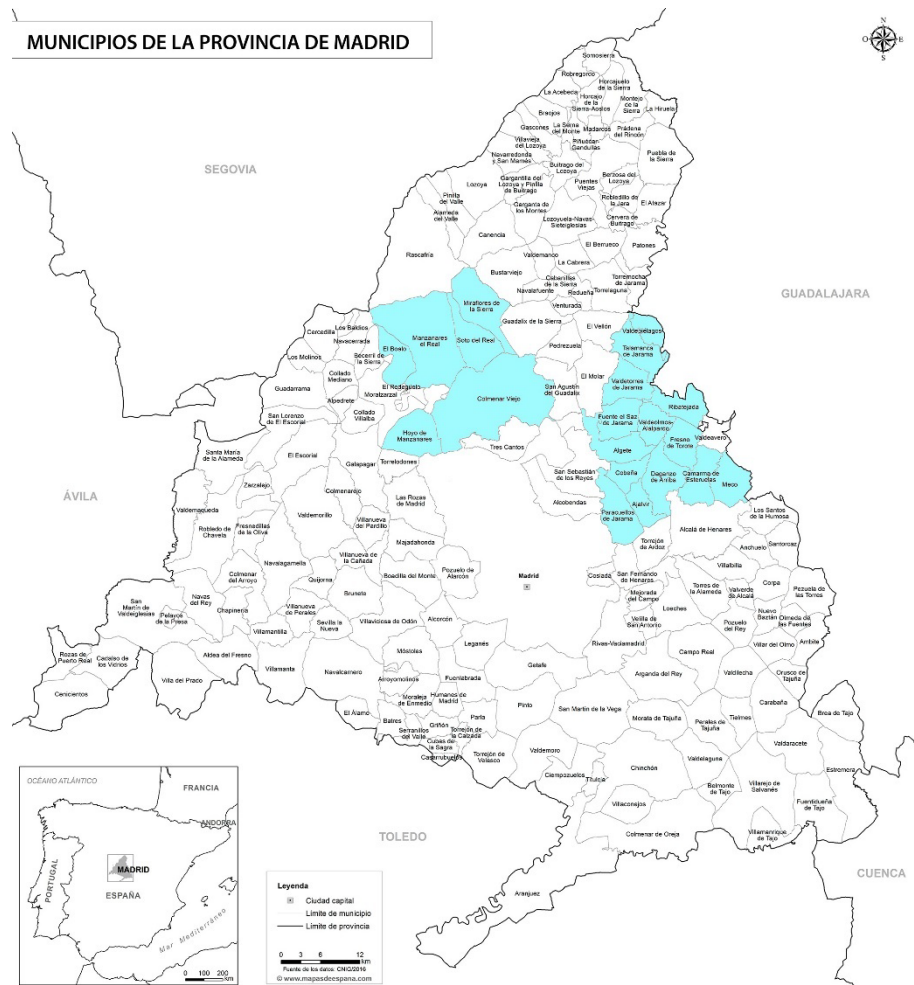 MUNICIPIOS DE LA PROVINCIA DE MADRID
N
O
E
S
SEGOVIA
GUADALAJARA
ÁVILA
TOLEDO
CUENCA
Somosierra
Robregordo
Horcajuelo
de la Sierra
La Acebeda
Horcajo
de la
Sierra-Aoslos
Montejo
de la
Sierra
La Hiruela
Braojos
Gascones
La Serna
del Monte
Madarcos
Prádena
del Rincón
Villavieja
del Lozoya
Piñuécar-
Gandullas
Puebla de
la Sierra
Navarredonda
y San Mamés
Buitrago del
Lozoya
Berzosa del
Lozoya
Gargantilla del
Lozoya y Pinilla
de Buitrago
Puentes
Viejas
Robledillo de
la Jara
El Atazar
Lozoya
Pinilla
del Valle
Alameda
del Valle
Garganta de
los Montes
Lozoyuela-Navas-
Sieteiglesias
Cervera de
Buitrago
Canencia
El Berrueco
Patones
Rascafría
Valdemanco
La Cabrera
Bustarviejo
Cabanillas
de la Sierra
Torremocha
de Jarama
Navalafuente
Redueña
Torrelaguna
Miraflores de
la Sierra
Venturada
Guadalix de la Sierra
El Vellón
Valdepiélagos
Cercedilla
Los Molinos
Navacerrada
Becerril de
la Sierra
El Boalo
Manzanares
el Real
Soto del Real
Pedrezuela
Talamanca
de Jarama
Collado
Mediano
Guadarrama
Alpedrete
Moralzarzal
El Molar
Valdetorres
de Jarama
San Agustín
del Guadalix
Colmenar Viejo
Ribatejada
San Lorenzo
de El Escorial
Collado
Villalba
Hoyo de
Manzanares
Fuente el Saz
de Jarama
Valdeolmos-
Alalpardo
Fresno
de Torote
Valdeavero
Santa María
de la Alameda
El Escorial
Galapagar
Torrelodones
Tres Cantos
Algete
Cobeña
Daganzo
de Arriba
Camarma de
Esteruelas
Meco
San Sebastián
de los Reyes
Zarzalejo
Colmenarejo
Las Rozas
de Madrid
Alcobendas
Ajalvir
Paracuellos
de Jarama
Los Santos
de la Humosa
Valdemaqueda
Robledo de
Chavela
Fresnedillas
de la Oliva
Valdemorillo
Villanueva
del Pardillo
Majadahonda
Alcalá de Henares
Torrejón
de Ardoz
Anchuelo
Santorcaz
Navalagamella
Villanueva de
la Cañada
Colmenar
del Arroyo
Quijorna
Boadilla del Monte
Pozuelo de
Alarcón
Madrid
Coslada
San Fernando
de Henares
Villalbilla
Corpa
Pezuela de
las Torres
San
Martín de
Valdeiglesias
Pelayos
de la Presa
Navas
del Rey
Chapinería
Villanueva
de Perales
Brunete
Sevilla la
Nueva
Mejorada
del Campo
Torres de
la Alameda
Valverde
de Alcalá
Velilla de
San Antonio
Loeches
Nuevo
Baztán
Olmeda de
las Fuentes
Pozuelo
del Rey
Villamantilla
Villaviciosa de Odón
Alcorcón
Leganés
Rivas-Vaciamadrid
Villar del Olmo
Ambite
Rozas de
Puerto Real
Cadalso de
los Vidrios
Aldea del Fresno
Villamanta
Navalcarnero
Móstoles
Getafe
Campo Real
Cenicientos
Villa del Prado
Arroyomolinos
Fuenlabrada
Arganda del Rey
Valdilecha
Orusco de
Tajuña
Moraleja
de Enmedio
Humanes de
Madrid
Pinto
San Martín de la Vega
Morata de Tajuña
Perales de
Tajuña
Tielmes
Carabaña
Brea de Tajo
El Álamo
Batres
Serranillos
del Valle
Griñón
Cubas de
la Sagra
Torrejón de
la Calzada
Parla
Casarrubuelos
Torrejón de
Velasco
Valdemoro
Valdaracete
Ciempozuelos
Titulcia
Chinchón
Valdelaguna
Belmonte
de Tajo
Villarejo de
Salvanés
Estremera
Fuentidueña
de Tajo
Villaconejos
Colmenar de Oreja
Villamanrique
de Tajo
Aranjuez
OCÉANO ATLÁNTICO
FRANCIA
ANDORRA
PORTUGAL
MADRID
ESPAÑA
Mar Mediterráneo
0 100 200
km
Leyenda
Ciudad capital
Límite de municipio
Límite de provincia
0 3 6 12
km
Fuente de los datos: CNIG/2016
© www.mapasdeespana.com